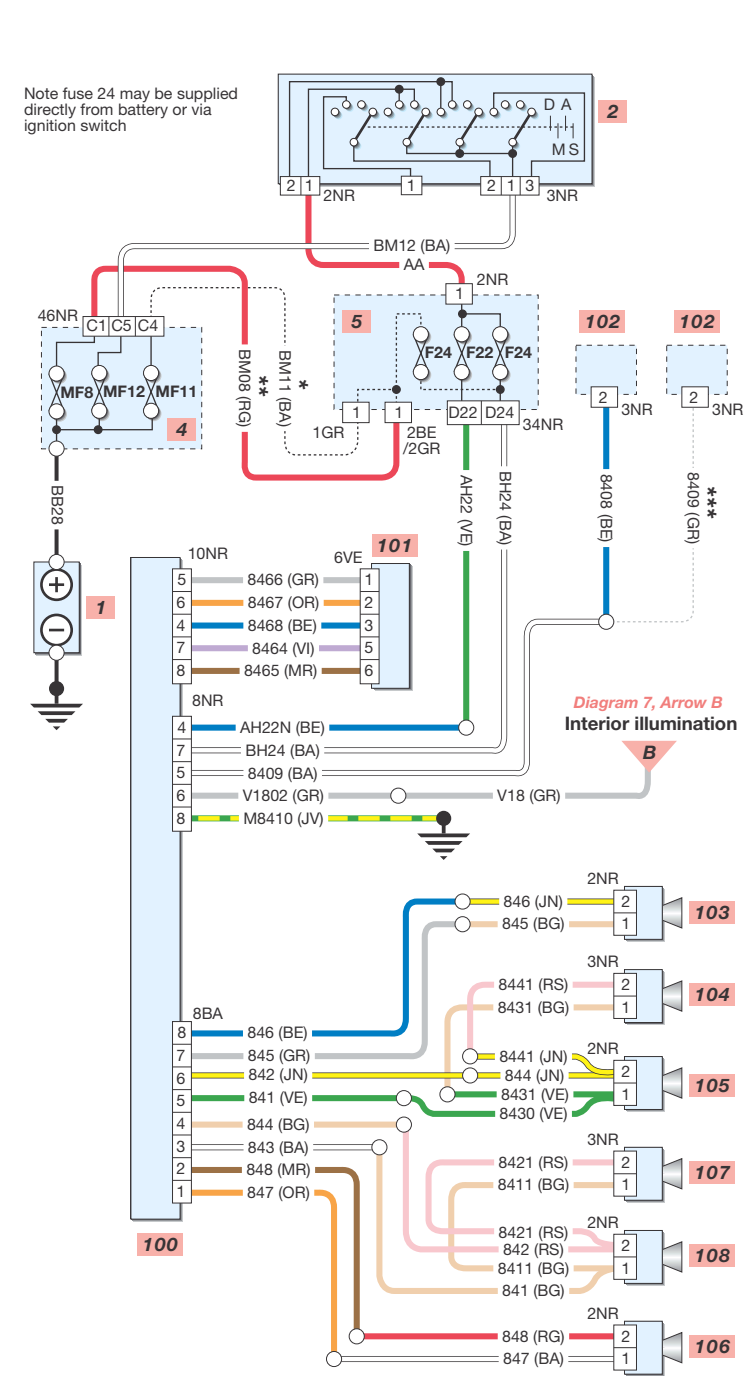 Note fuse 24 may be supplied
directly from battery or via
ignition switch
D A
M S
2
2 1
2NR
1
2 1 3
3NR
BM12 (BA)
AA
2NR
1
46NR
C1 C5 C4
MF8
MF12
MF11
4
BM08 (RG)
**
BM11 (BA)
*
5
F24
F22
F24
1
1GR
1
2BE
/2GR
D22 D24
34NR
102
2
3NR
102
2
3NR
BB28
AH22 (VE)
BH24 (BA)
8408 (BE)
8409 (GR)
***
+
−
1
10NR
6VE
101
5 8466 (GR) 1
6 8467 (OR) 2
4 8468 (BE) 3
7 8464 (VI) 5
8 8465 (MR) 6
8NR
4 AH22N (BE)
7 BH24 (BA)
5 8409 (BA)
6 V1802 (GR) V18 (GR)
8 M8410 (JV)
Diagram 7, Arrow B
Interior illumination
B
2NR
846 (JN) 2
845 (BG) 1
103
3NR
8441 (RS) 2
8431 (BG) 1
104
8BA
8 846 (BE)
7 845 (GR)
6 842 (JN)
5 841 (VE)
4 844 (BG)
3 843 (BA)
2 848 (MR)
1 847 (OR)
100
2NR
8441 (JN)
844 (JN) 2
8431 (VE) 1
8430 (VE)
105
3NR
8421 (RS) 2
8411 (BG) 1
107
2NR
8421 (RS)
842 (RS) 2
8411 (BG) 1
841 (BG)
108
2NR
848 (RG) 2
847 (BA) 1
106